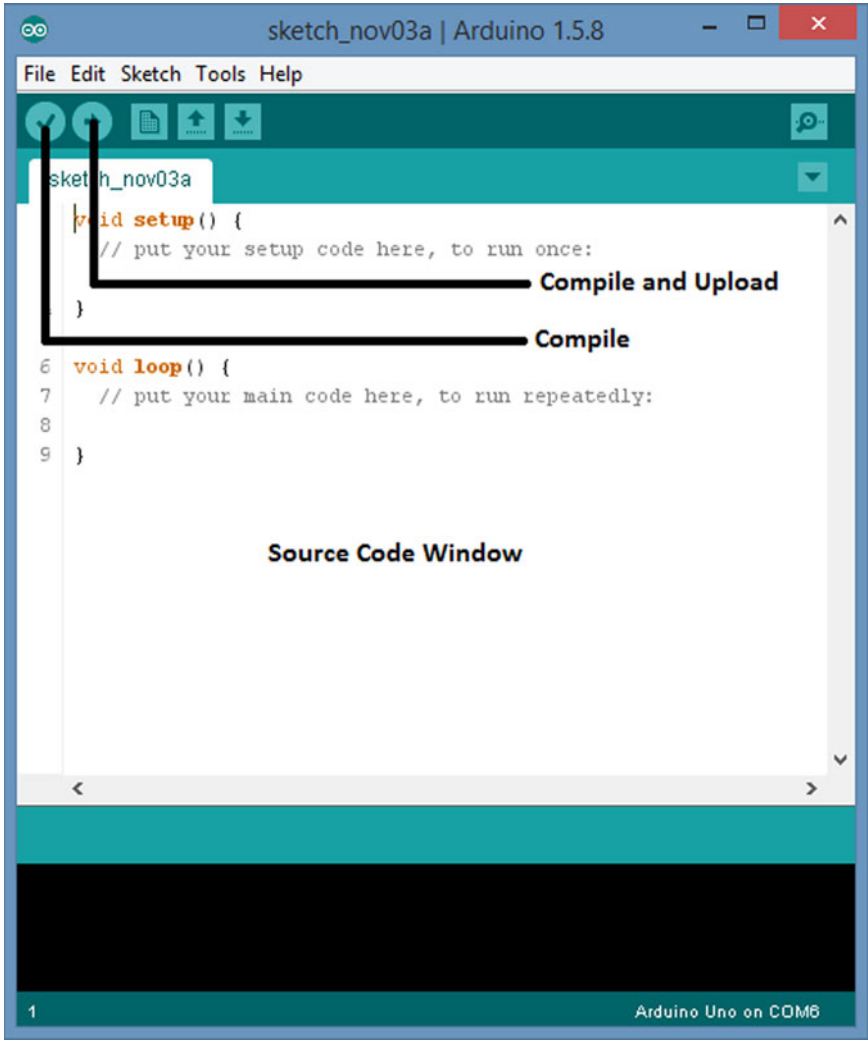 sketch_nov03a | Arduino 1.5.8
File Edit Sketch Tools Help
sketch_nov03a
void setup() {
// put your setup code here, to run once:
Compile and Upload
}
Compile
6 void loop() {
7 // put your main code here, to run repeatedly:
8
9 }
Source Code Window
1 Arduino Uno on COM6